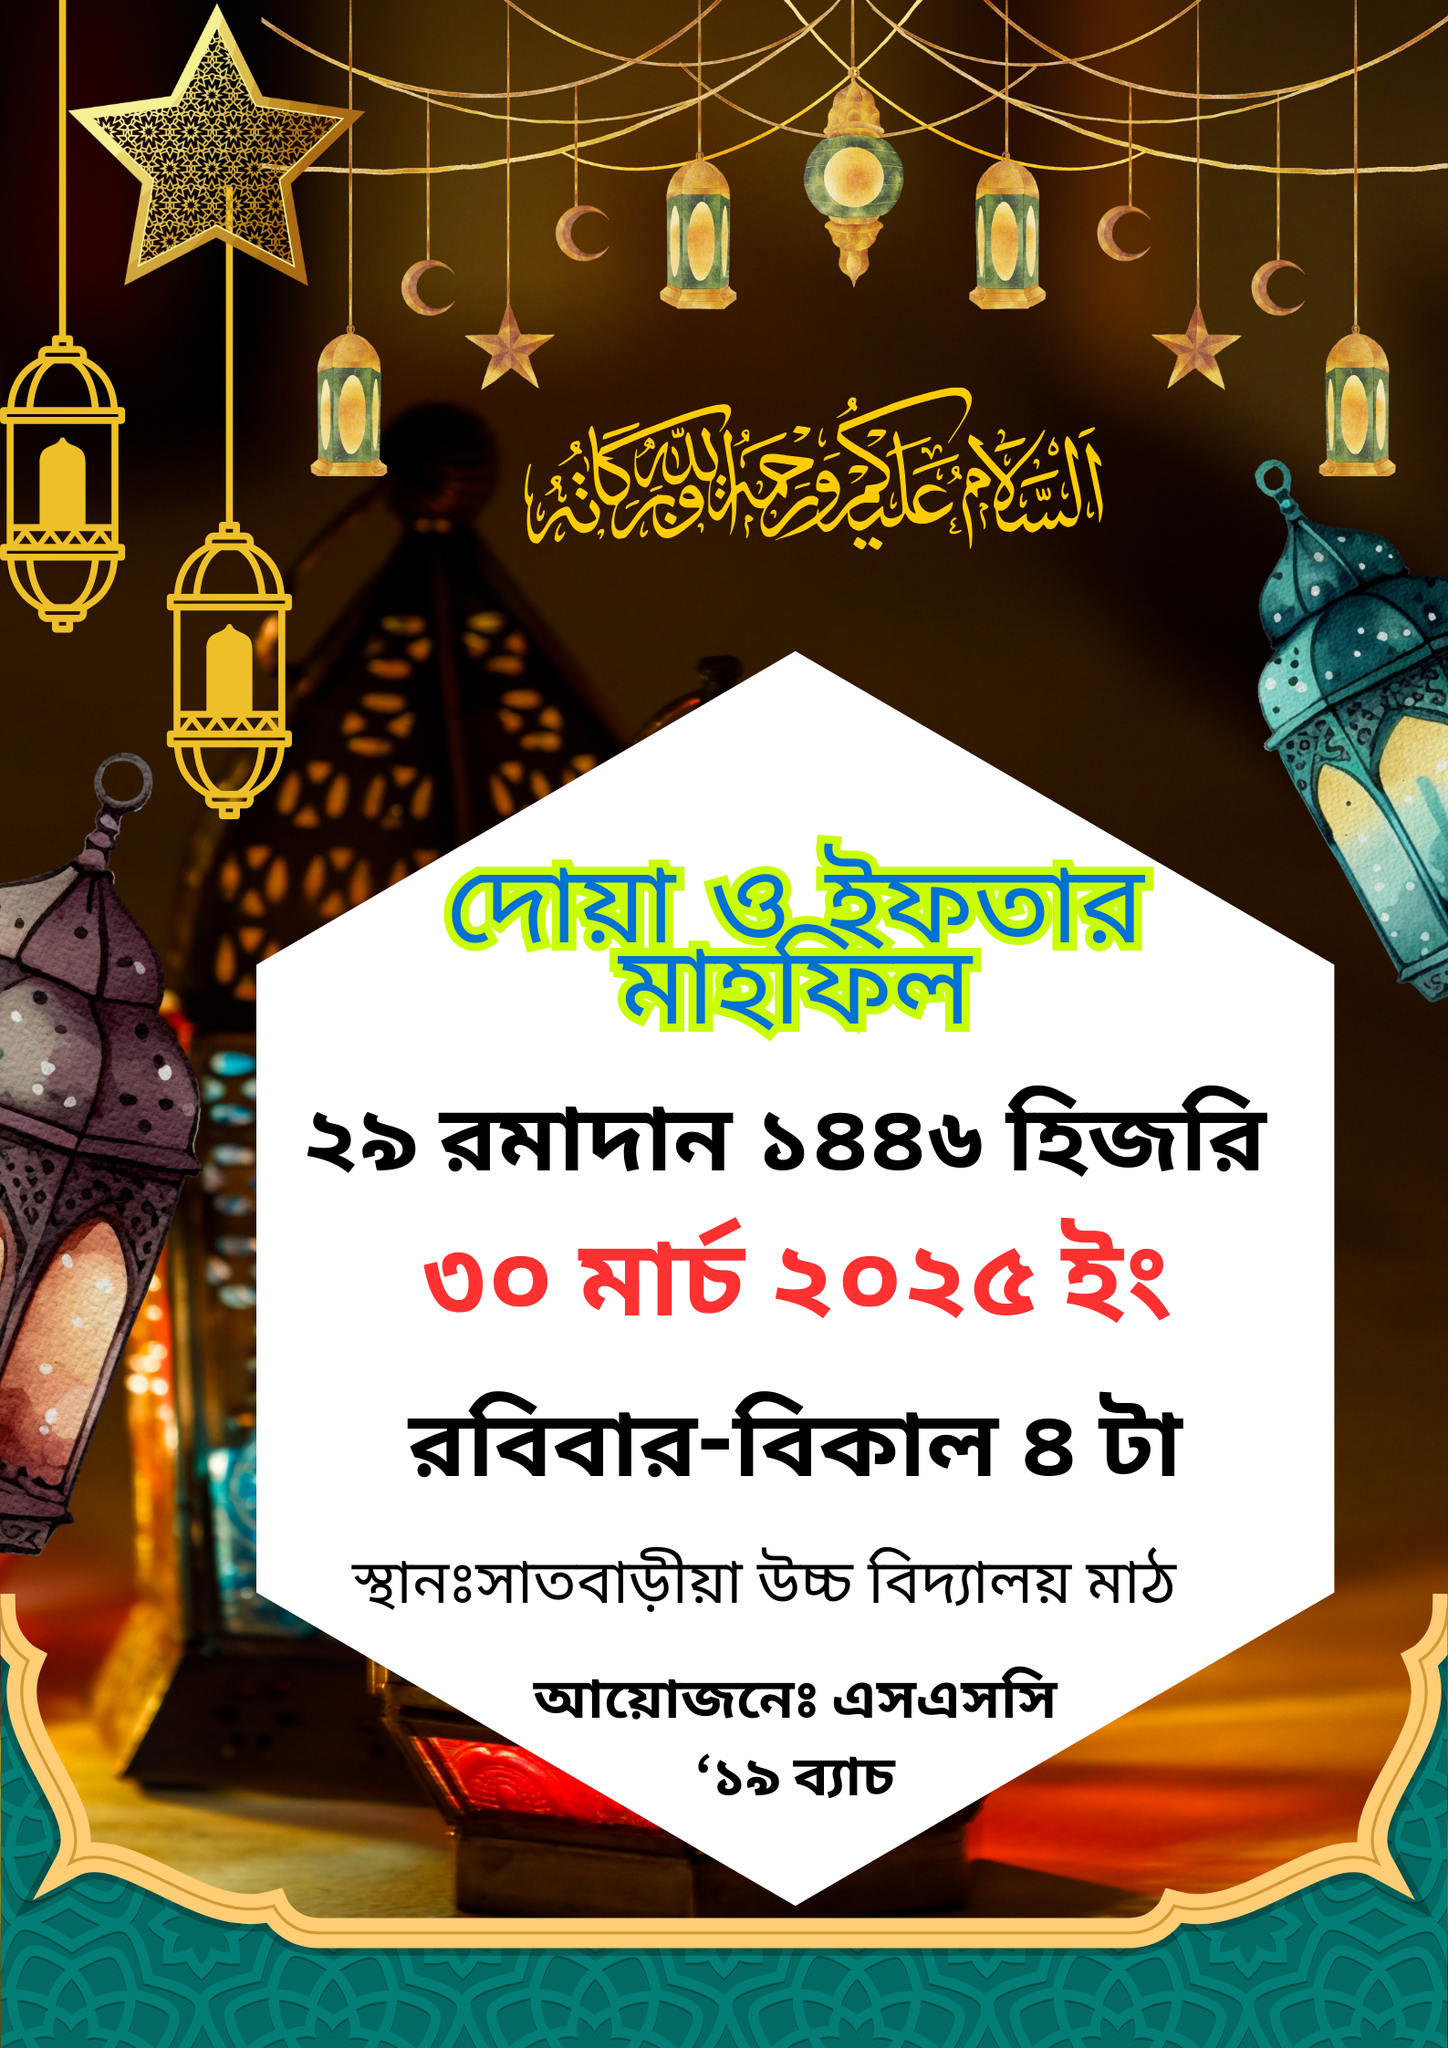 السَّلَامُ عَلَيْكُمْ وَرَحْمَةُ اللهِ وَبَرَكَاتُهُ
দোয়া ও ইফতার
মাহফিল
২৯ রমাদান ১৪৪৬ হিজরি
৩০ মার্চ ২০২৫ ইং
রবিবার-বিকাল ৪ টা
স্থানঃসাতবাড়ীয়া উচ্চ বিদ্যালয় মাঠ
আয়োজনেঃ এসএসসি
‘১৯ ব্যাচ